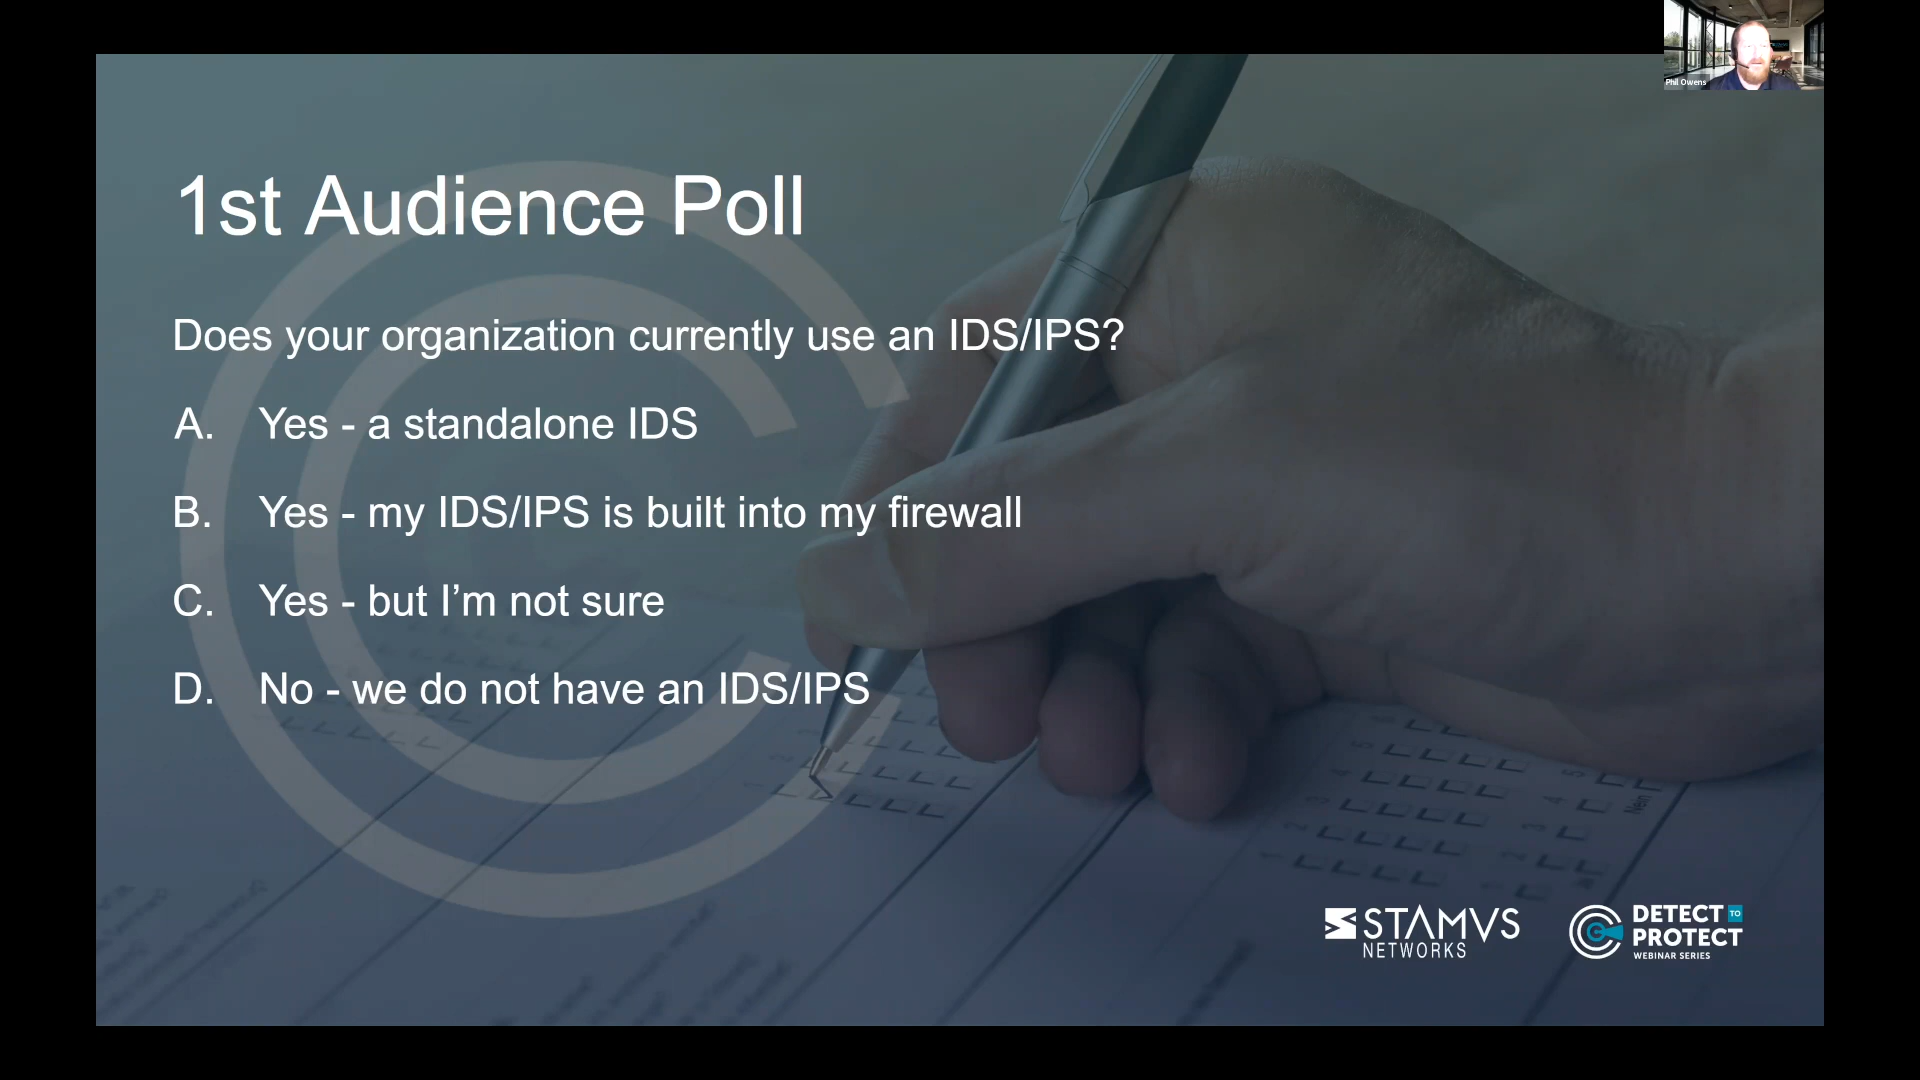 Phil Owens
1st Audience Poll
Does your organization currently use an IDS/IPS?
A. Yes - a standalone IDS
B. Yes - my IDS/IPS is built into my firewall
C. Yes - but I’m not sure
D. No - we do not have an IDS/IPS
STAMVS
NETWORKS
DETECT TO
PROTECT
WEBINAR SERIES